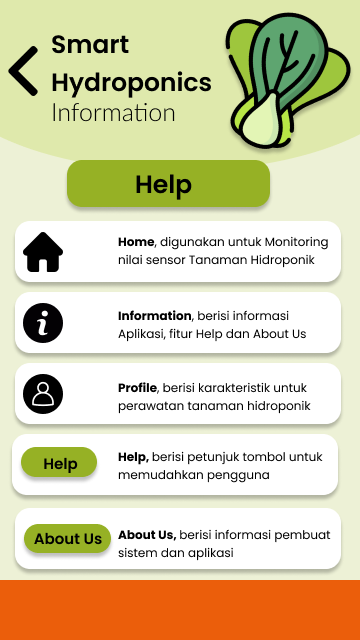 Smart
Hydroponics
Information
Help
Home, digunakan untuk Monitoring
nilai sensor Tanaman Hidroponik
Information, berisi informasi
Aplikasi, fitur Help dan About Us
Profile, berisi karakteristik untuk
perawatan tanaman hidroponik
Help
Help, berisi petunjuk tombol untuk
memudahkan pengguna
About Us
About Us, berisi informasi pembuat
sistem dan aplikasi